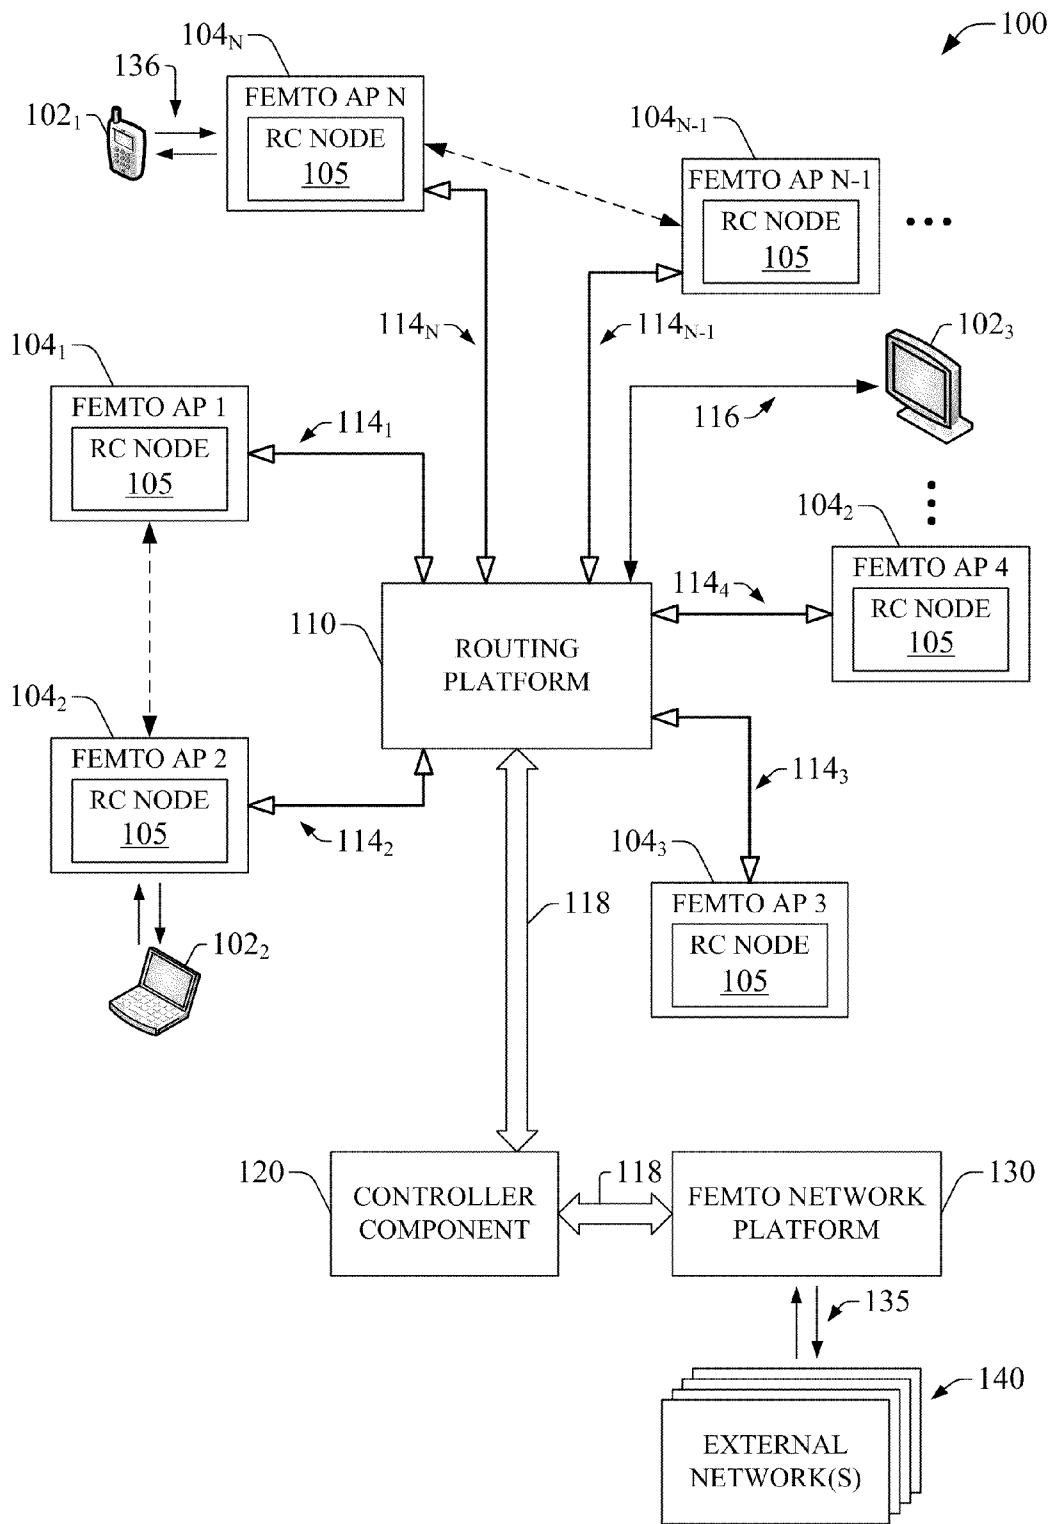 100
104N
136
FEMTO AP N
1021
RC NODE
105
104N-1
FEMTO AP N-1
RC NODE
105
• • •
114N
114N-1
1023
1041
116
FEMTO AP 1
1141
RC NODE
105
1042
FEMTO AP 4
1144
RC NODE
105
110
ROUTING
PLATFORM
1042
FEMTO AP 2
RC NODE
105
1143
1142
1043
118
FEMTO AP 3
1022
RC NODE
105
120
CONTROLLER
COMPONENT
118
FEMTO NETWORK
PLATFORM
130
135
140
EXTERNAL
NETWORK(S)